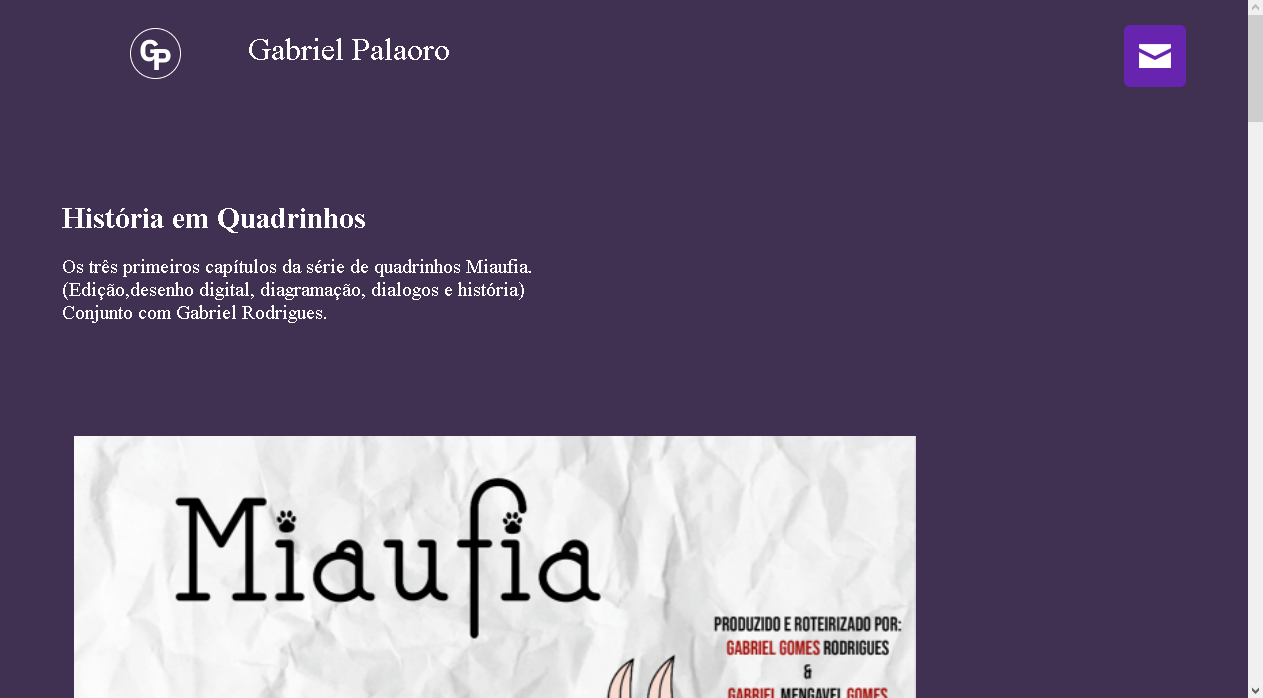 GP
Gabriel Palaoro
História em Quadrinhos
Os três primeiros capítulos da série de quadrinhos Miaufia.
(Edição,desenho digital, diagramação, dialogos e história)
Conjunto com Gabriel Rodrigues.
Miaufia
PRODUZIDO E ROTEIRIZADO POR:
GABRIEL GOMES RODRIGUES
&
GABRIEL MENGAVEL GOMES